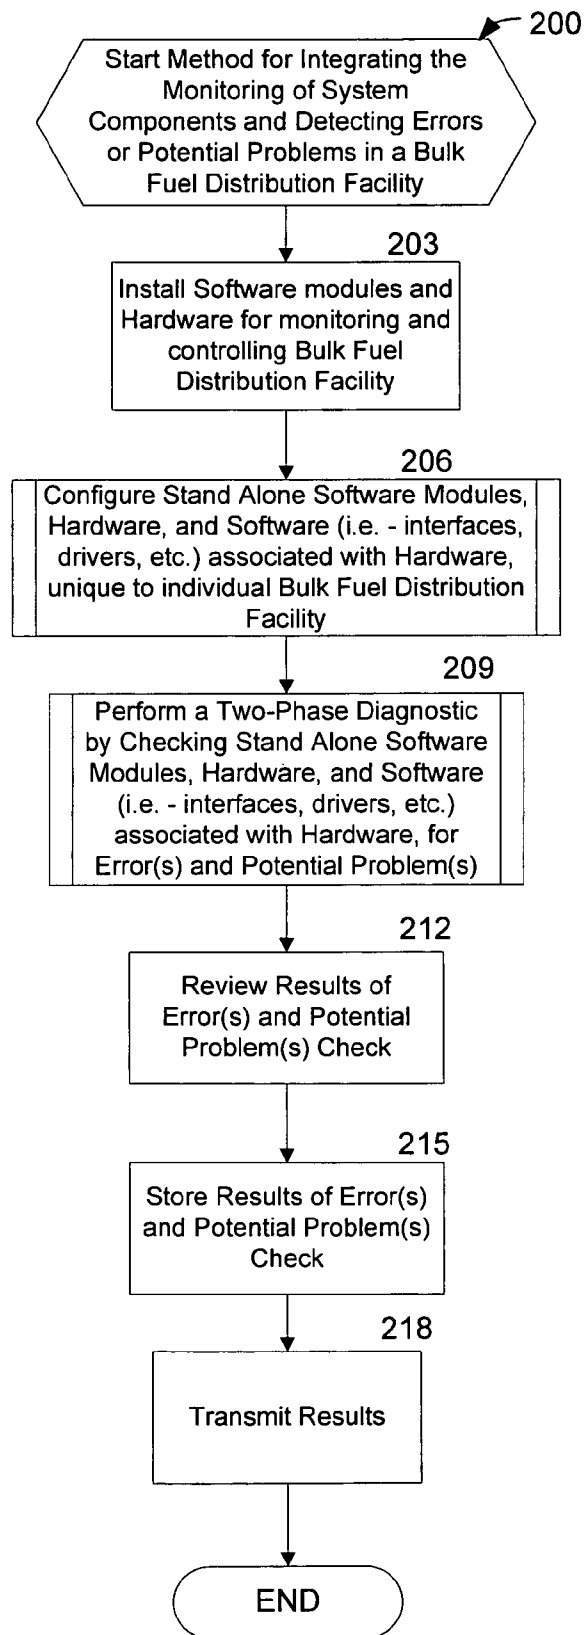 200
Start Method for Integrating the
Monitoring of System
Components and Detecting Errors
or Potential Problems in a Bulk
Fuel Distribution Facility
203
Install Software modules and
Hardware for monitoring and
controlling Bulk Fuel
Distribution Facility
206
Configure Stand Alone Software Modules,
Hardware, and Software (i.e. - interfaces,
drivers, etc.) associated with Hardware,
unique to individual Bulk Fuel Distribution
Facility
209
Perform a Two-Phase Diagnostic
by Checking Stand Alone Software
Modules, Hardware, and Software
(i.e. - interfaces, drivers, etc.)
associated with Hardware, for
Error(s) and Potential Problem(s)
212
Review Results of
Error(s) and Potential
Problem(s) Check
215
Store Results of Error(s)
and Potential Problem(s)
Check
218
Transmit Results
END